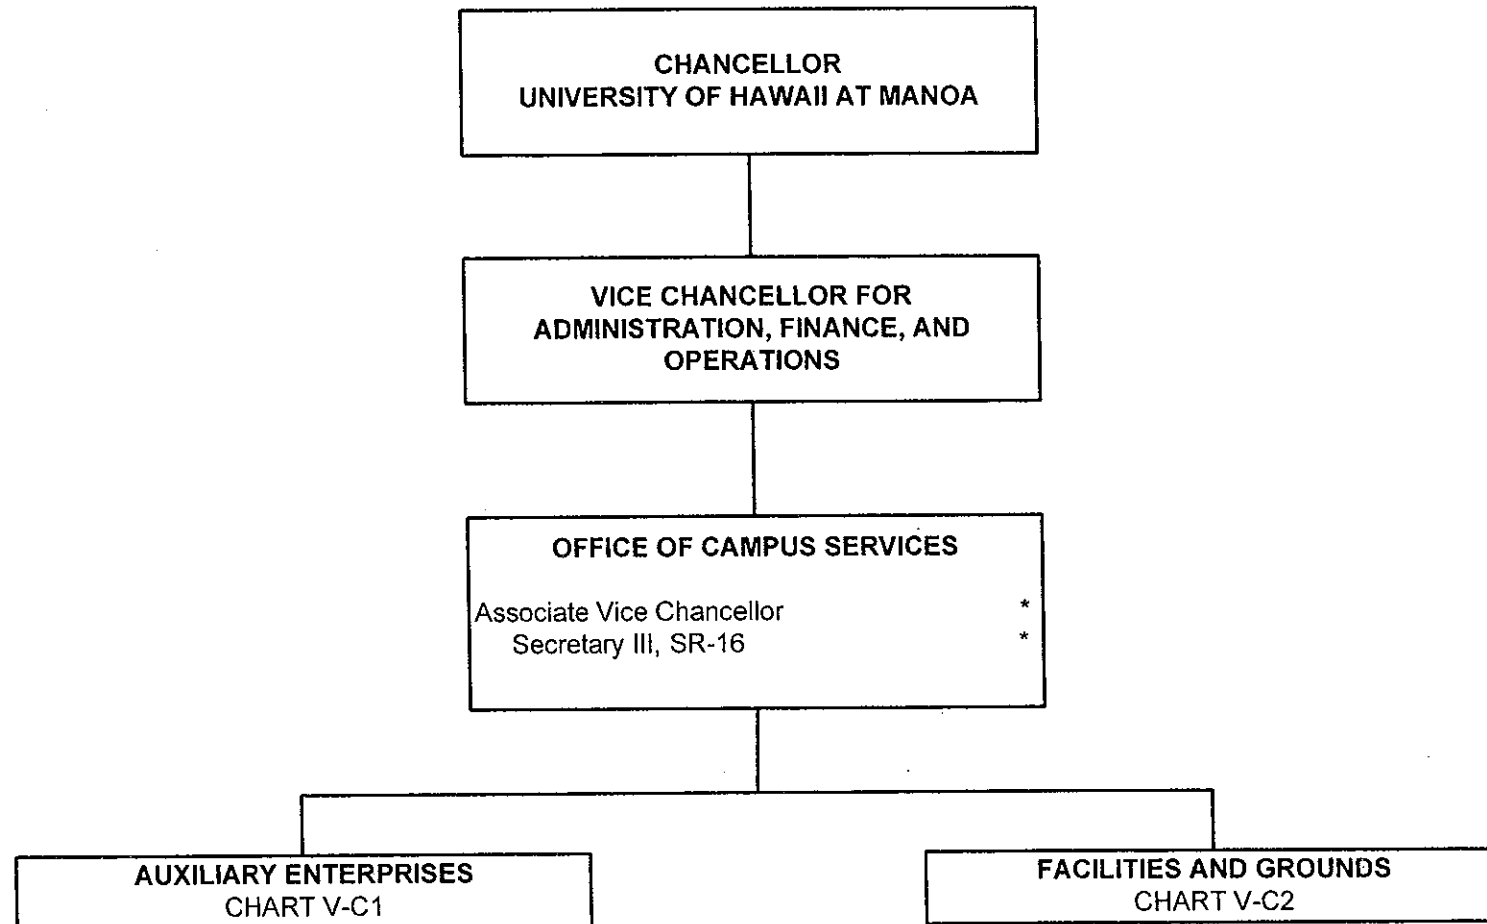 CHANCELLOR
UNIVERSITY OF HAWAII AT MANOA
VICE CHANCELLOR FOR
ADMINISTRATION, FINANCE, AND
OPERATIONS
OFFICE OF CAMPUS SERVICES
Associate Vice Chancellor *
Secretary III, SR-16 *
AUXILIARY ENTERPRISES
CHART V-C1
FACILITIES AND GROUNDS
CHART V-C2